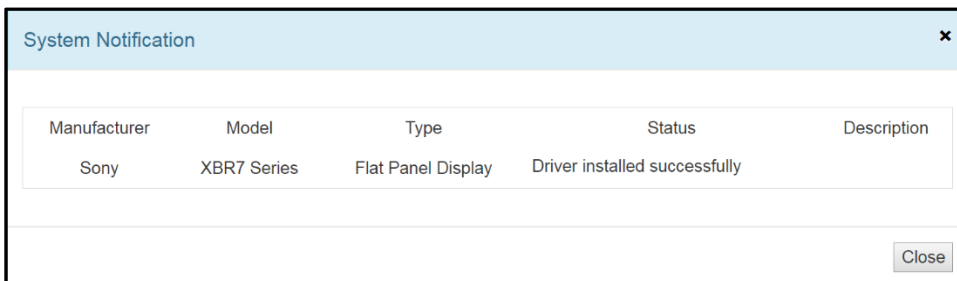 System Notification ×
Manufacturer Model Type Status Description
Sony XBR7 Series Flat Panel Display Driver installed successfully
Close